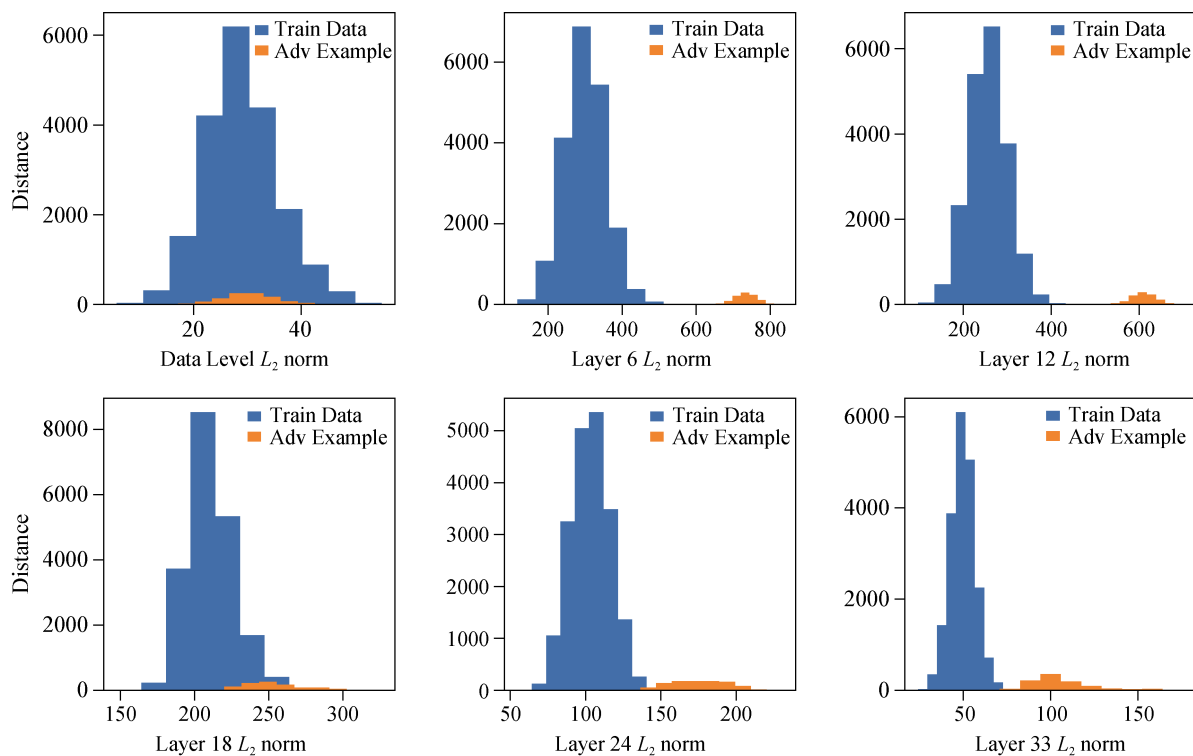 Train Data
Adv Example
Distance
6000
4000
2000
0
20 40
Data Level L₂ norm
Train Data
Adv Example
6000
4000
2000
0
200 400 600 800
Layer 6 L₂ norm
Train Data
Adv Example
6000
4000
2000
0
200 400 600
Layer 12 L₂ norm
Train Data
Adv Example
Distance
8000
6000
4000
2000
0
150 200 250 300
Layer 18 L₂ norm
Train Data
Adv Example
5000
4000
3000
2000
1000
0
50 100 150 200
Layer 24 L₂ norm
Train Data
Adv Example
6000
4000
2000
0
50 100 150
Layer 33 L₂ norm